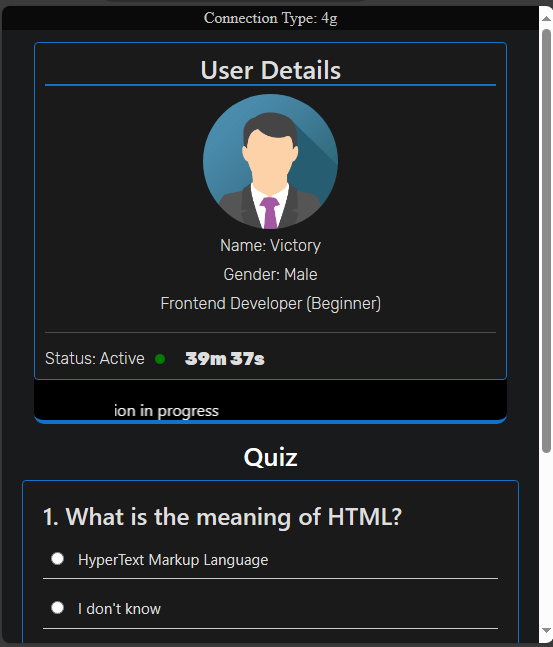 Connection Type: 4g
User Details
Name: Victory
Gender: Male
Frontend Developer (Beginner)
Status: Active 39m 37s
ion in progress
Quiz
1. What is the meaning of HTML?
HyperText Markup Language
I don't know